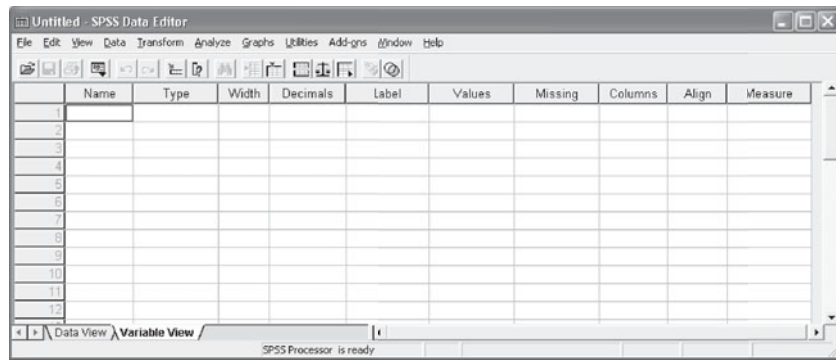 Untitled - SPSS Data Editor
File Edit View Data Transform Analyze Graphs Utilities Add-ons Window Help
Name Type Width Decimals Label Values Missing Columns Align Measure
1
2
3
4
5
6
7
8
9
10
11
12
Data View Variable View
SPSS Processor is ready